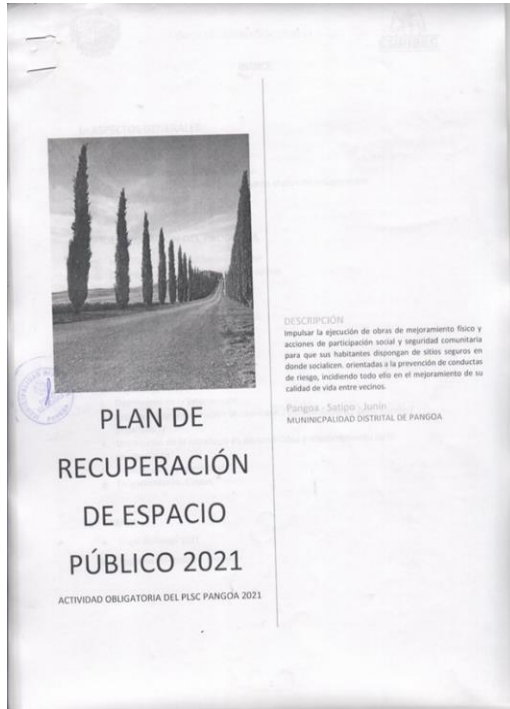 PLAN DE
RECUPERACIÓN
DE ESPACIO
PÚBLICO 2021
ACTIVIDAD OBLIGATORIA DEL PLSC PANGOA 2021
DESCRIPCIÓN
Impulsar la ejecución de obras de mejoramiento físico y
acciones de participación social y seguridad comunitaria
para que sus habitantes dispongan de sitios seguros en
donde socialicen. orientadas a la prevención de conductas
de riesgo, incidiendo todo ello en el mejoramiento de su
calidad de vida entre vecinos.
Pangoa - Satipo - Junín
MUNINICPALIDAD DISTRITAL DE PANGOA